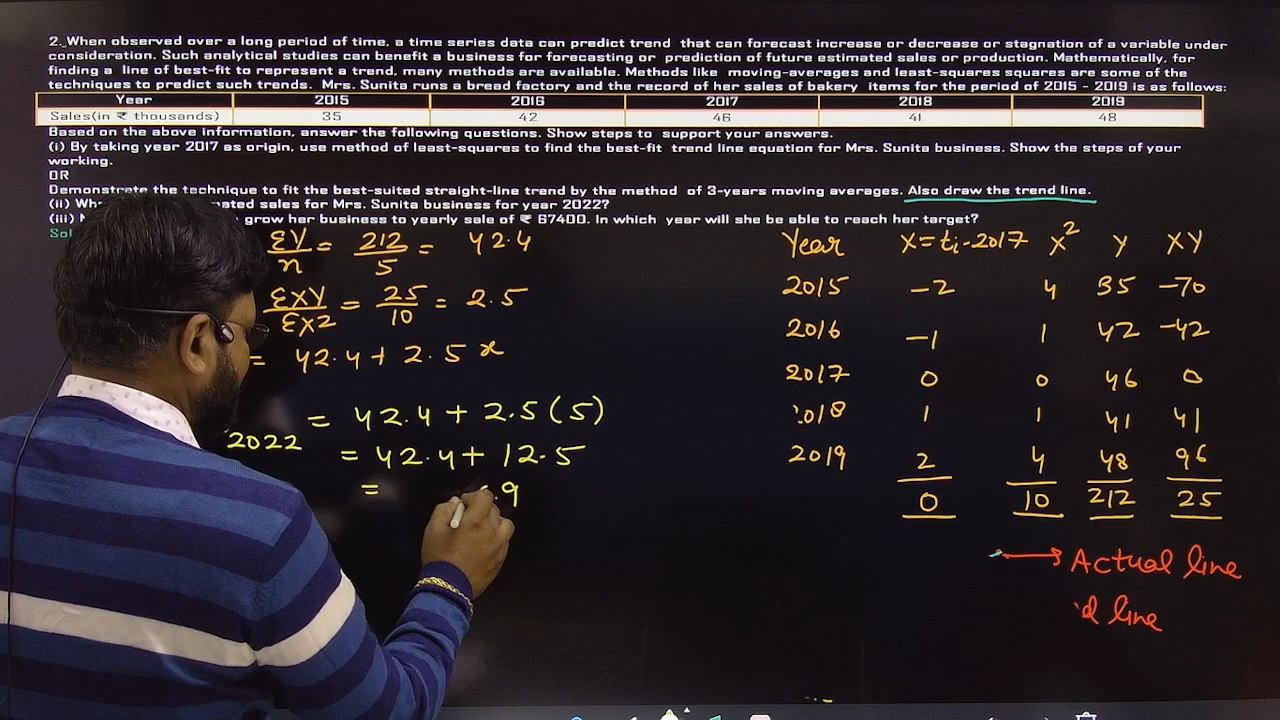 2. When observed over a long period of time, a time series data can predict trend that can forecast increase or decrease or stagnation of a variable under
consideration. Such analytical studies can benefit a business for forecasting or prediction of future estimated sales or production. Mathematically, for
finding a line of best-fit to represent a trend, many methods are available. Methods like moving-averages and least-squares squares are some of the
techniques to predict such trends. Mrs. Sunita runs a bread factory and the record of her sales of bakery items for the period of 2015 - 2019 is as follows:
Year 2015 2016 2017 2018 2019
Sales(in ₹ thousands) 35 42 46 41 48
Based on the above information, answer the following questions. Show steps to support your answers.
(i) By taking year 2017 as origin, use method of least-squares to find the best-fit trend line equation for Mrs. Sunita business. Show the steps of your
working.
OR
Demonstrate the technique to fit the best-suited straight-line trend by the method of 3-years moving averages. Also draw the trend line.
(ii) sales for Mrs. Sunita business for year 2022?
(iii) grow her business to yearly sale of ₹ 67400. In which year will she be able to reach her target?
ΣY/n = 212/5 = 42.4
ΣXY/ΣX2 = 25/10 = 2.5
= 42.4 + 2.5 x
= 42.4 + 2.5 (5)
2022 = 42.4 + 12.5
= .9
Year X = ti - 2017 X² Y XY
2015 -2 4 35 -70
2016 -1 1 42 -42
2017 0 0 46 0
2018 1 1 41 41
2019 2 4 48 96
0 10 212 25
→ Actual line
line